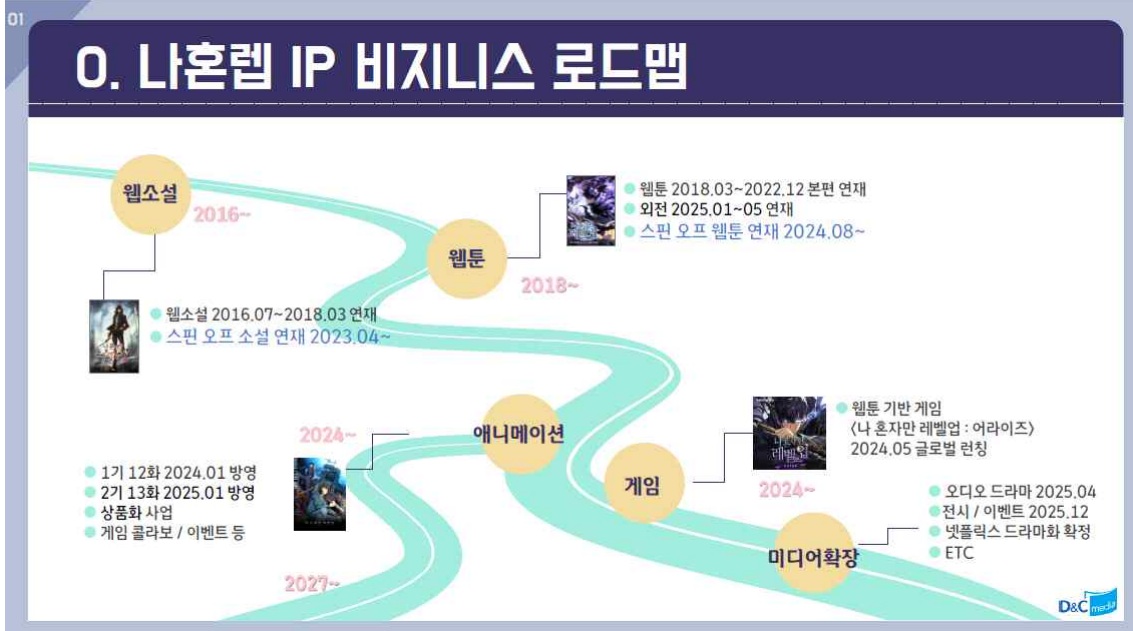 01
0. 나혼렙 IP 비지니스 로드맵
웹소설
2016~
웹소설 2016.07~2018.03 연재
스핀 오프 소설 연재 2023.04~
웹툰
2018~
웹툰 2018.03~2022.12 본편 연재
외전 2025.01~05 연재
스핀 오프 웹툰 연재 2024.08~
애니메이션
2024~
1기 12화 2024.01 방영
2기 13화 2025.01 방영
상품화 사업
게임 콜라보 / 이벤트 등
2027~
게임
2024~
나 혼자만
레벨업
웹툰 기반 게임
〈나 혼자만 레벨업 : 어라이즈〉
2024.05 글로벌 런칭
미디어확장
오디오 드라마 2025.04
전시 / 이벤트 2025.12
넷플릭스 드라마화 확정
ETC
D&C media